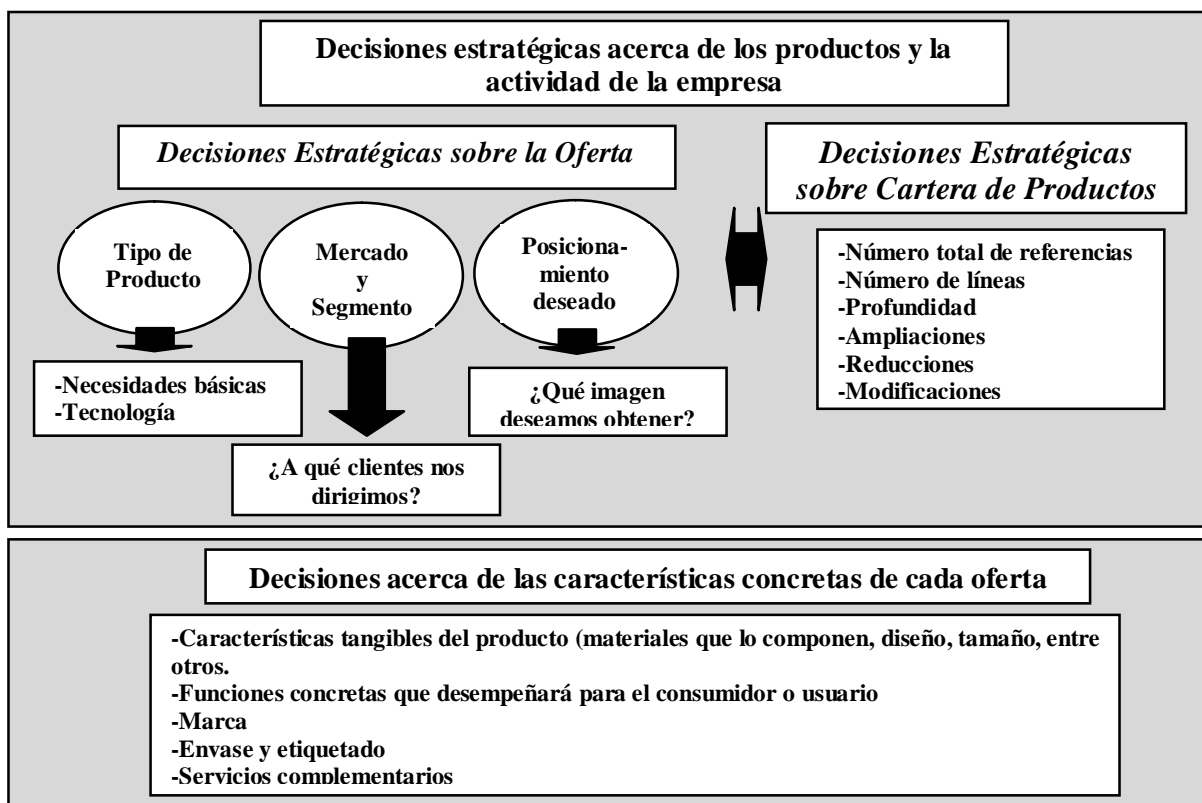 Decisiones estratégicas acerca de los productos y la
actividad de la empresa
Decisiones Estratégicas sobre la Oferta
Decisiones Estratégicas
sobre Cartera de Productos
Tipo de
Producto
Mercado
y
Segmento
Posiciona-
miento
deseado
-Número total de referencias
-Número de líneas
-Profundidad
-Ampliaciones
-Reducciones
-Modificaciones
-Necesidades básicas
-Tecnología
¿Qué imagen
deseamos obtener?
¿A qué clientes nos
dirigimos?
Decisiones acerca de las características concretas de cada oferta
-Características tangibles del producto (materiales que lo componen, diseño, tamaño, entre
otros.
-Funciones concretas que desempeñará para el consumidor o usuario
-Marca
-Envase y etiquetado
-Servicios complementarios